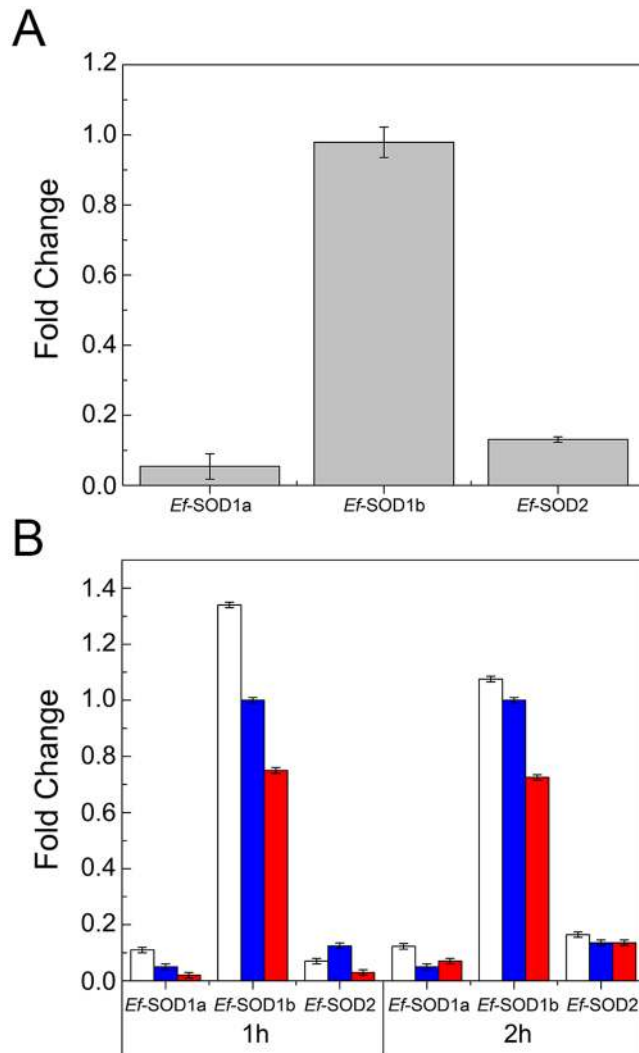 A
1.2
1.0
0.8
0.6
0.4
0.2
0.0
Fold Change
Ef-SOD1a Ef-SOD1b Ef-SOD2
B
1.4
1.2
1.0
0.8
0.6
0.4
0.2
0.0
Fold Change
Ef-SOD1a Ef-SOD1b Ef-SOD2 Ef-SOD1a Ef-SOD1b Ef-SOD2
1h 2h